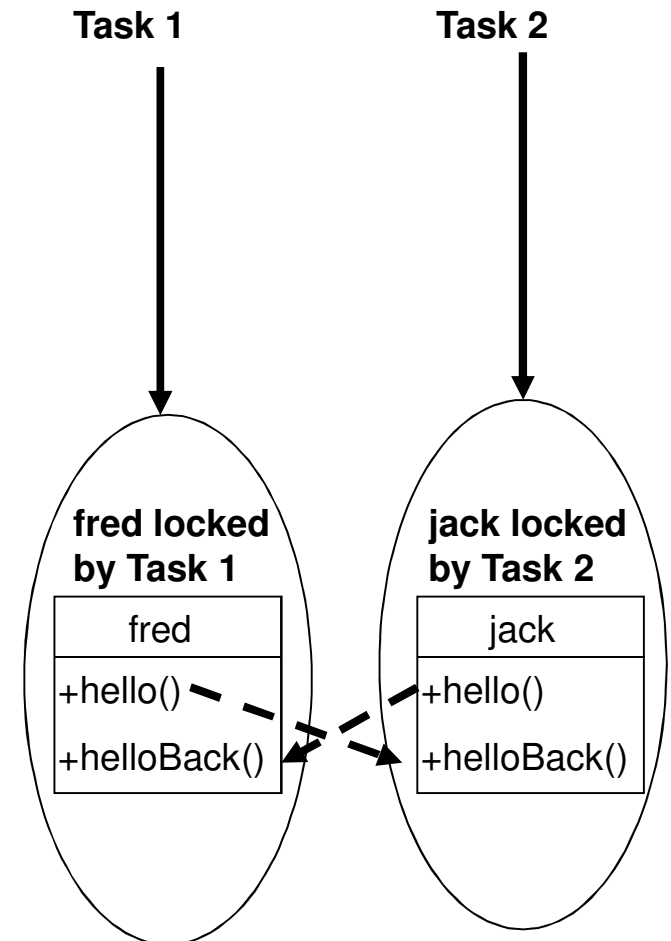 Task 1
Task 2
fred locked
by Task 1
fred
+hello()
+helloBack()
jack locked
by Task 2
jack
+hello()
+helloBack()